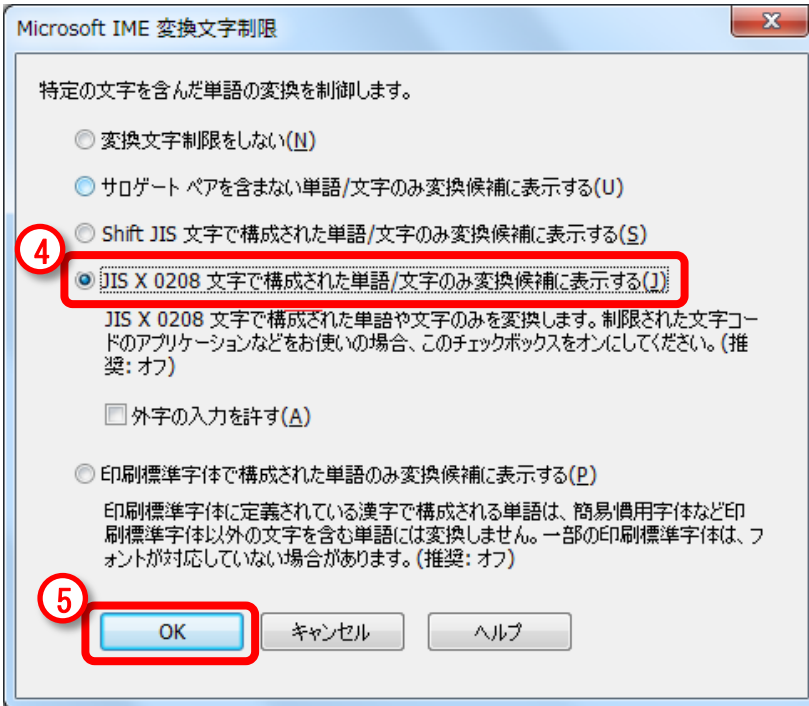 Microsoft IME 変換文字制限
特定の文字を含んだ単語の変換を制御します。
変換文字制限をしない(N)
サロゲート ペアを含まない単語/文字のみ変換候補に表示する(U)
Shift JIS 文字で構成された単語/文字のみ変換候補に表示する(S)
4
JIS X 0208 文字で構成された単語/文字のみ変換候補に表示する(J)
JIS X 0208 文字で構成された単語や文字のみを変換します。制限された文字コー
ドのアプリケーションなどをお使いの場合、このチェックボックスをオンにしてください。(推
奨: オフ)
外字の入力を許す(A)
印刷標準字体で構成された単語のみ変換候補に表示する(P)
印刷標準字体に定義されている漢字で構成される単語は、簡易慣用字体など印
刷標準字体以外の文字を含む単語には変換しません。一部の印刷標準字体は、フ
ォントが対応していない場合があります。(推奨: オフ)
5
OK キャンセル ヘルプ